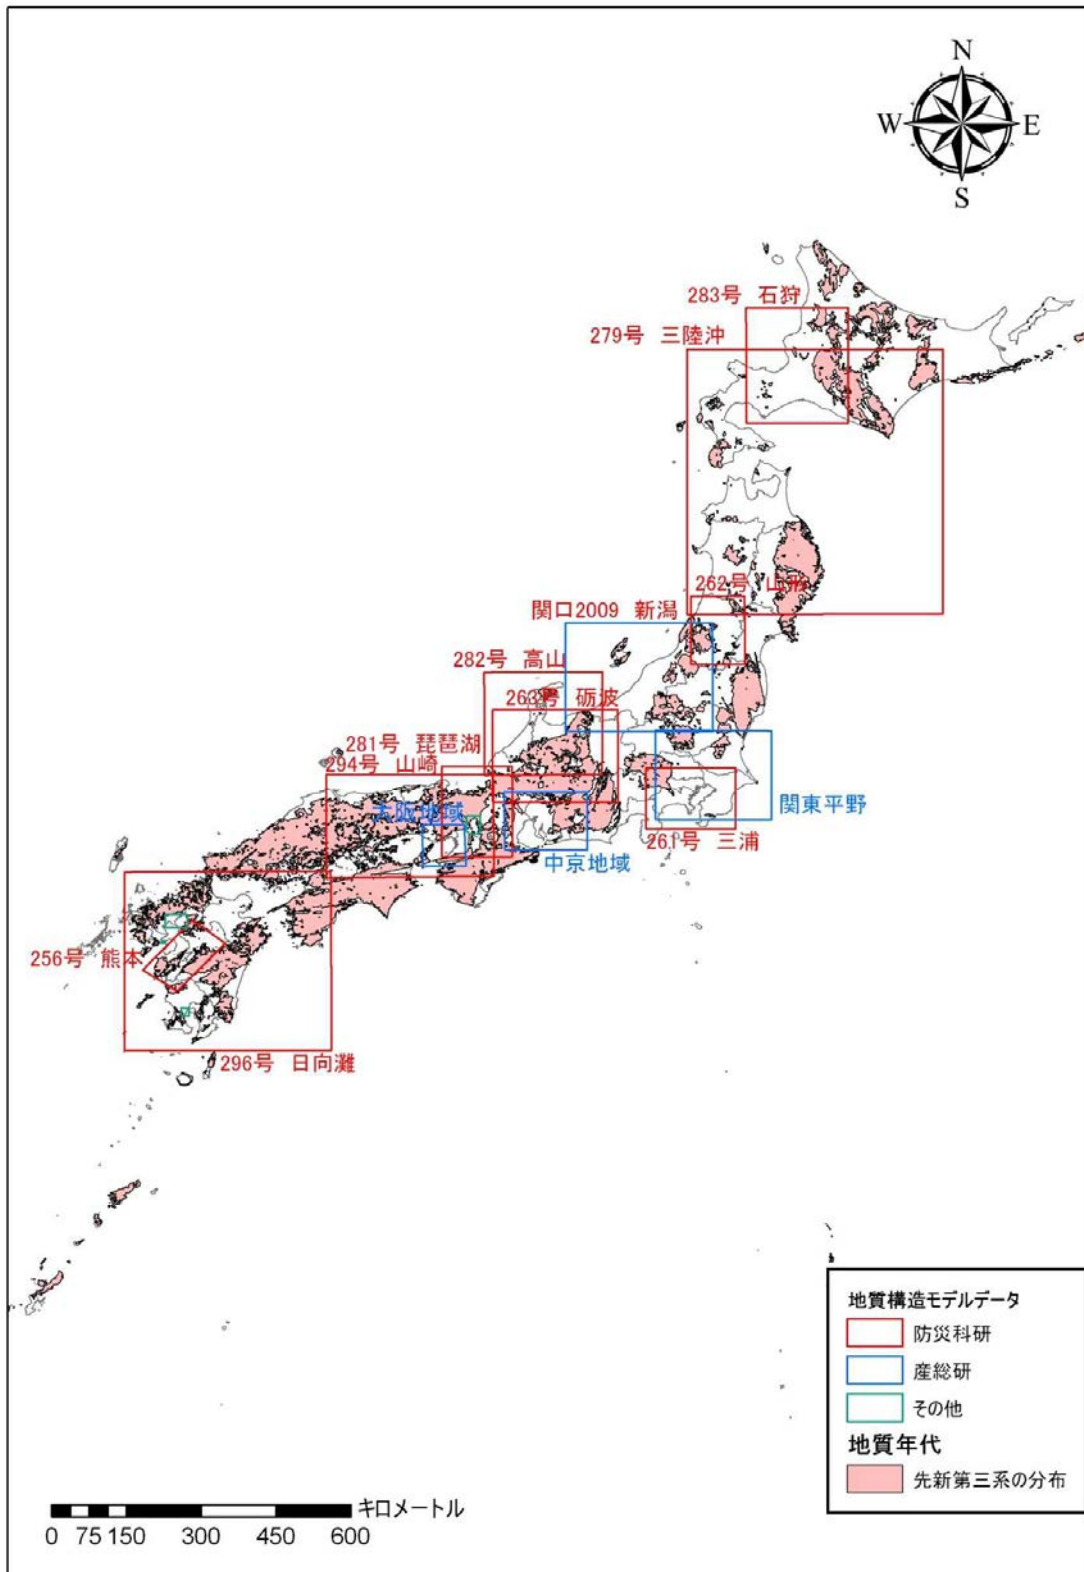 N
W E
S
283号 石狩
279号 三陸沖
262号 山形
関口2009 新潟
282号 高山
263号 砺波
281号 琵琶湖
294号 山崎
大阪地域
関東平野
261号 三浦
中京地域
256号 熊本
296号 日向灘
地質構造モデルデータ
防災科研
産総研
その他
地質年代
先新第三系の分布
キロメートル
0 75 150 300 450 600